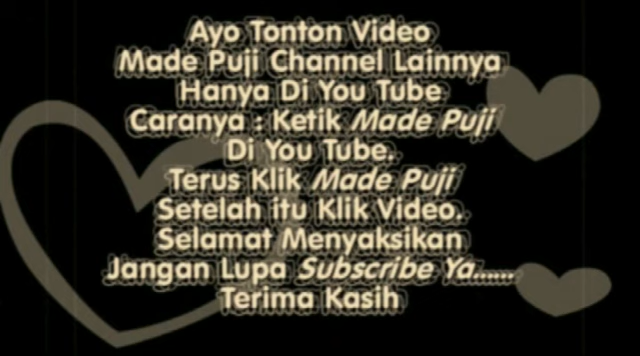 Ayo Tonton Video
Made Puji Channel Lainnya
Hanya Di You Tube
Caranya : Ketik Made Puji
Di You Tube.
Terus Klik Made Puji
Setelah itu Klik Video.
Selamat Menyaksikan
Jangan Lupa Subscribe Ya......
Terima Kasih